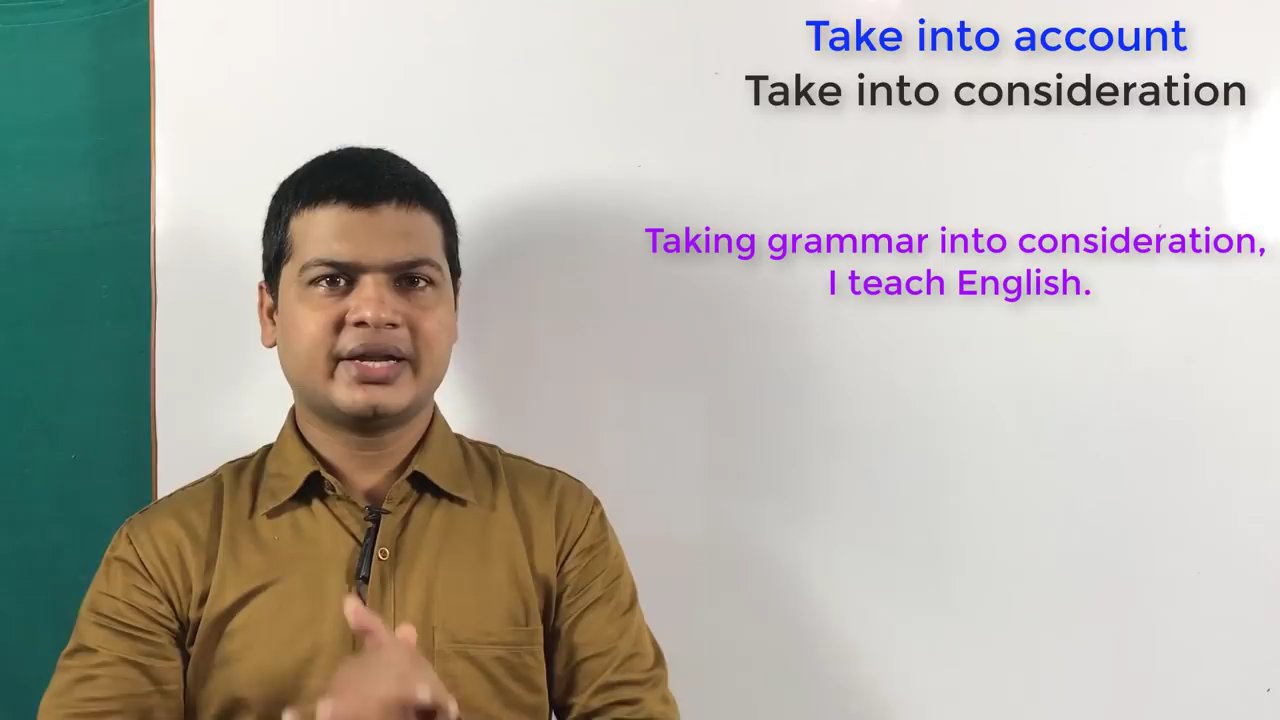 Take into account
Take into consideration
Taking grammar into consideration,
I teach English.